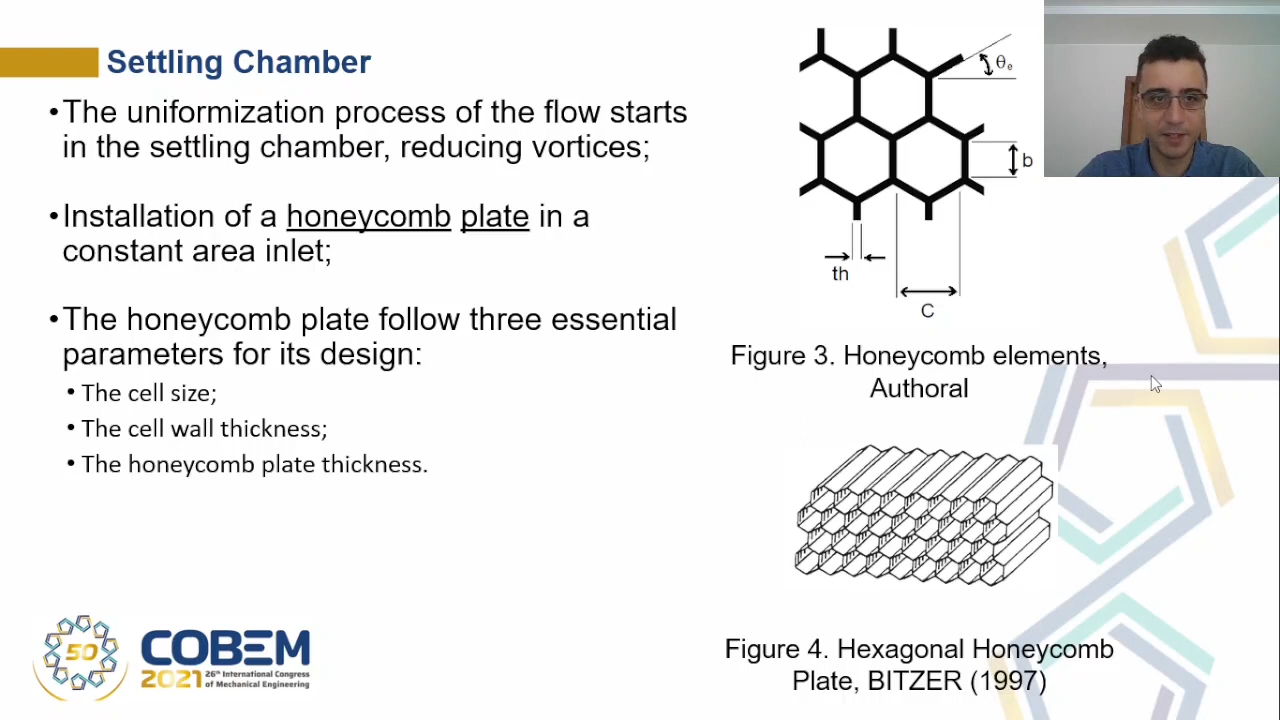 Settling Chamber
•The uniformization process of the flow starts
in the settling chamber, reducing vortices;
•Installation of a honeycomb plate in a
constant area inlet;
•The honeycomb plate follow three essential
parameters for its design:
• The cell size;
• The cell wall thickness;
• The honeycomb plate thickness.
θe
b
th
C
Figure 3. Honeycomb elements,
Authoral
Figure 4. Hexagonal Honeycomb
Plate, BITZER (1997)
50
COBEM
2021 26th International Congress
of Mechanical Engineering